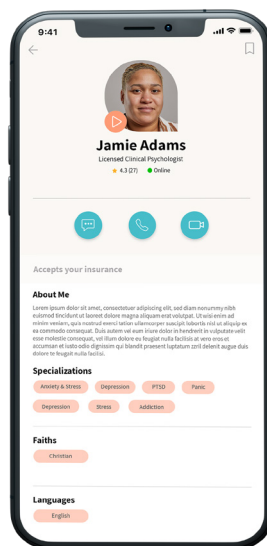 9:41
Jamie Adams
Licensed Clinical Psychologist
4.3 (27) Online
Accepts your insurance
About Me
Lorem ipsum dolor sit amet, consectetuer adipiscing elit, sed diam nonummy nibh
euismod tincidunt ut laoreet dolore magna aliquam erat volutpat. Ut wisi enim ad
minim veniam, quis nostrud exerci tation ullamcorper suscipit lobortis nisl ut aliquip ex
ea commodo consequat. Duis autem vel eum iriure dolor in hendrerit in vulputate velit
esse molestie consequat, vel illum dolore eu feugiat nulla facilisis at vero eros et
accumsan et iusto odio dignissim qui blandit praesent luptatum zzril delenit augue duis
dolore te feugait nulla facilisi.
Specializations
Anxiety & Stress Depression PTSD Panic
Depression Stress Addiction
Faiths
Christian
Languages
English